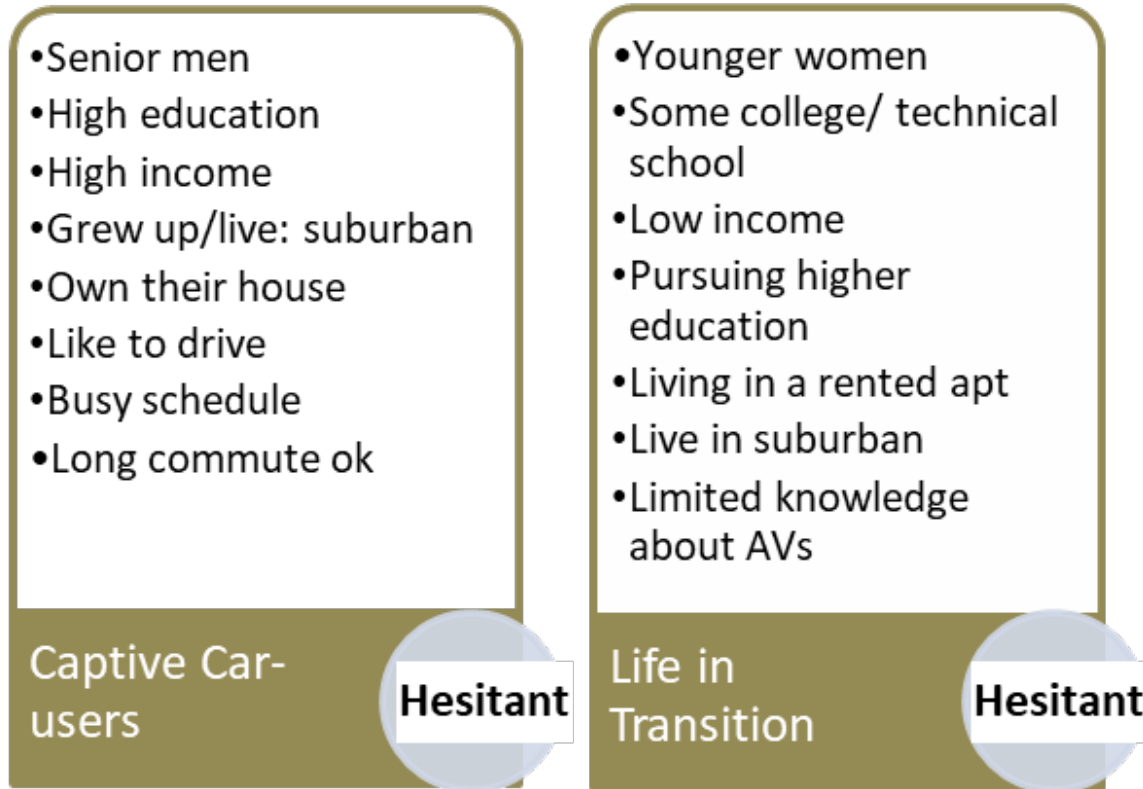 •Senior men
•High education
•High income
•Grew up/live: suburban
•Own their house
•Like to drive
•Busy schedule
•Long commute ok
Captive Car-
users
Hesitant
•Younger women
•Some college/ technical
school
•Low income
•Pursuing higher
education
•Living in a rented apt
•Live in suburban
•Limited knowledge
about AVs
Life in
Transition
Hesitant